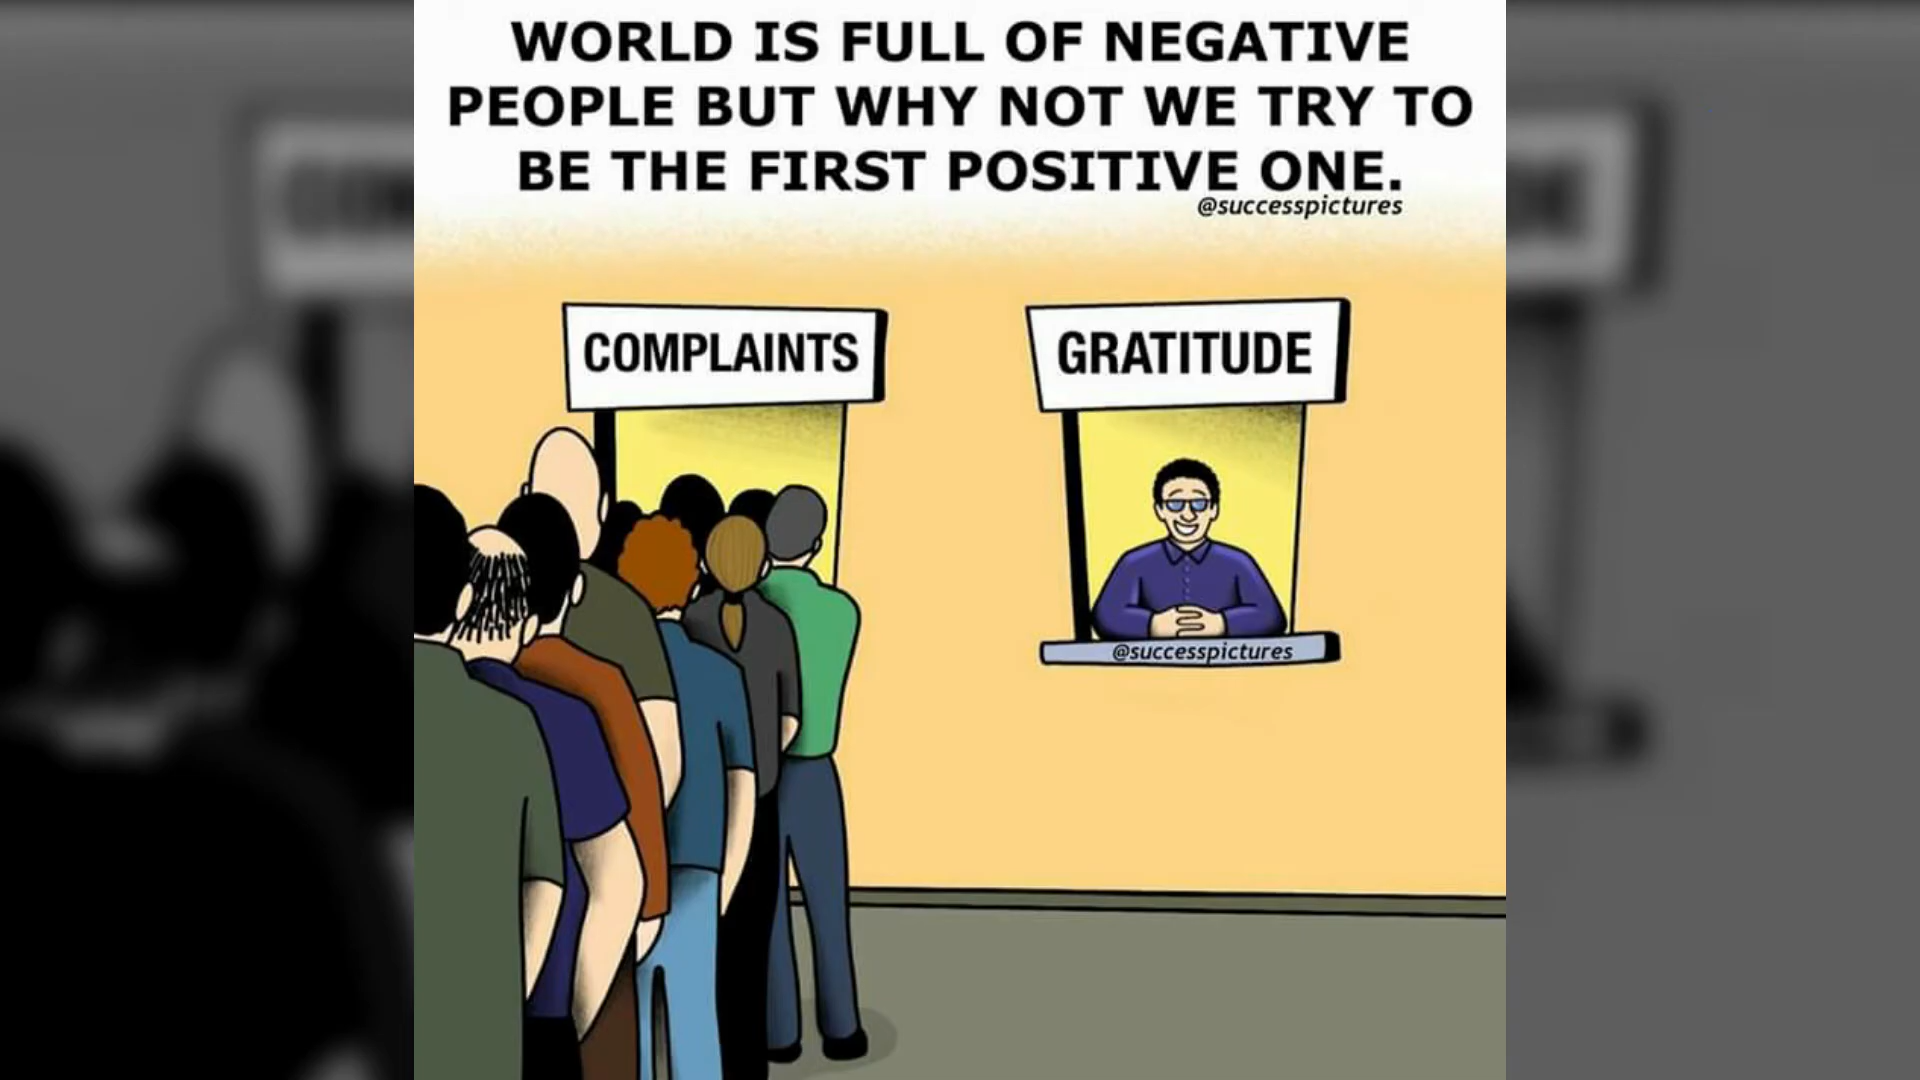 WORLD IS FULL OF NEGATIVE
PEOPLE BUT WHY NOT WE TRY TO
BE THE FIRST POSITIVE ONE.
@successpictures
COMPLAINTS
GRATITUDE
@successpictures